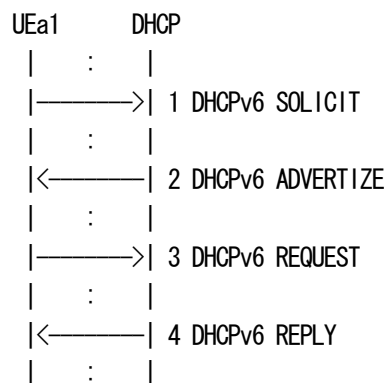 UEa1 DHCP
| : |
|--------->| 1 DHCPv6 SOLICIT
| : |
|<---------| 2 DHCPv6 ADVERTIZE
| : |
|--------->| 3 DHCPv6 REQUEST
| : |
|<---------| 4 DHCPv6 REPLY
| : |